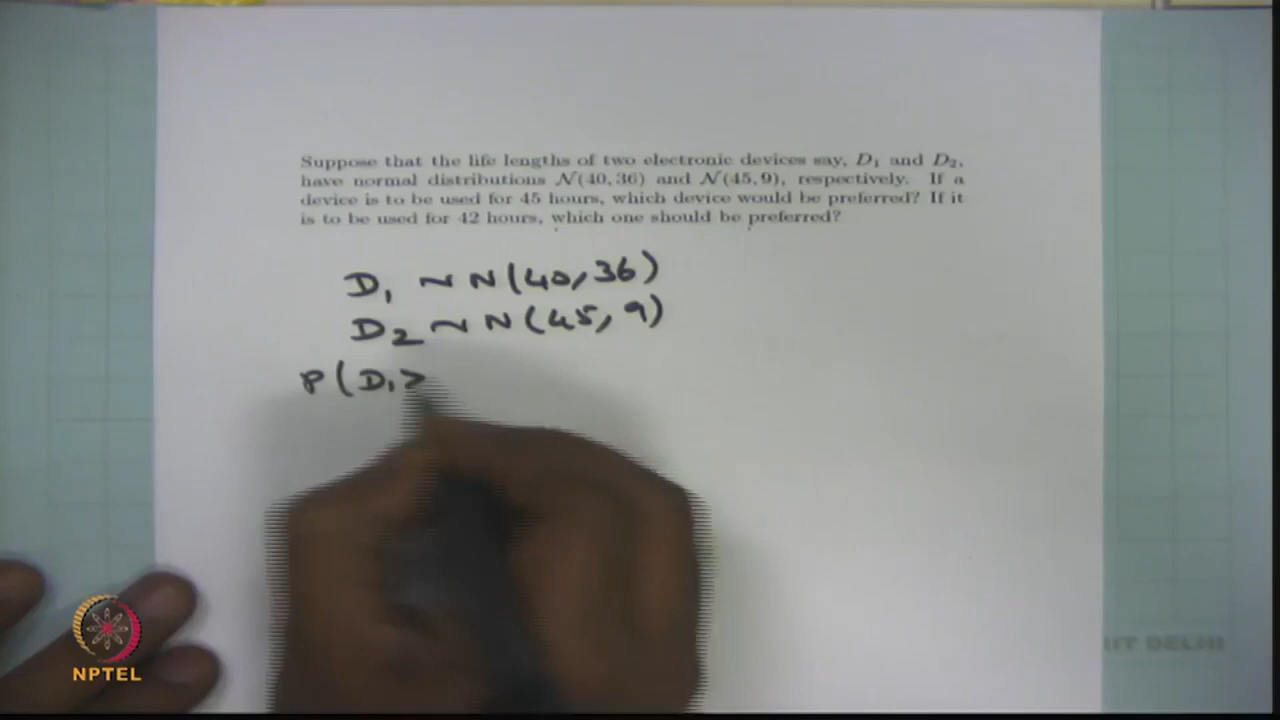 Suppose that the life lengths of two electronic devices say, D₁ and D₂,
have normal distributions N(40, 36) and N(45, 9), respectively. If a
device is to be used for 45 hours, which device would be preferred? If it
is to be used for 42 hours, which one should be preferred?
D₁ ~ N(40, 36)
D₂ ~ N(45, 9)
P(D₁>
IIT DELHI
NPTEL